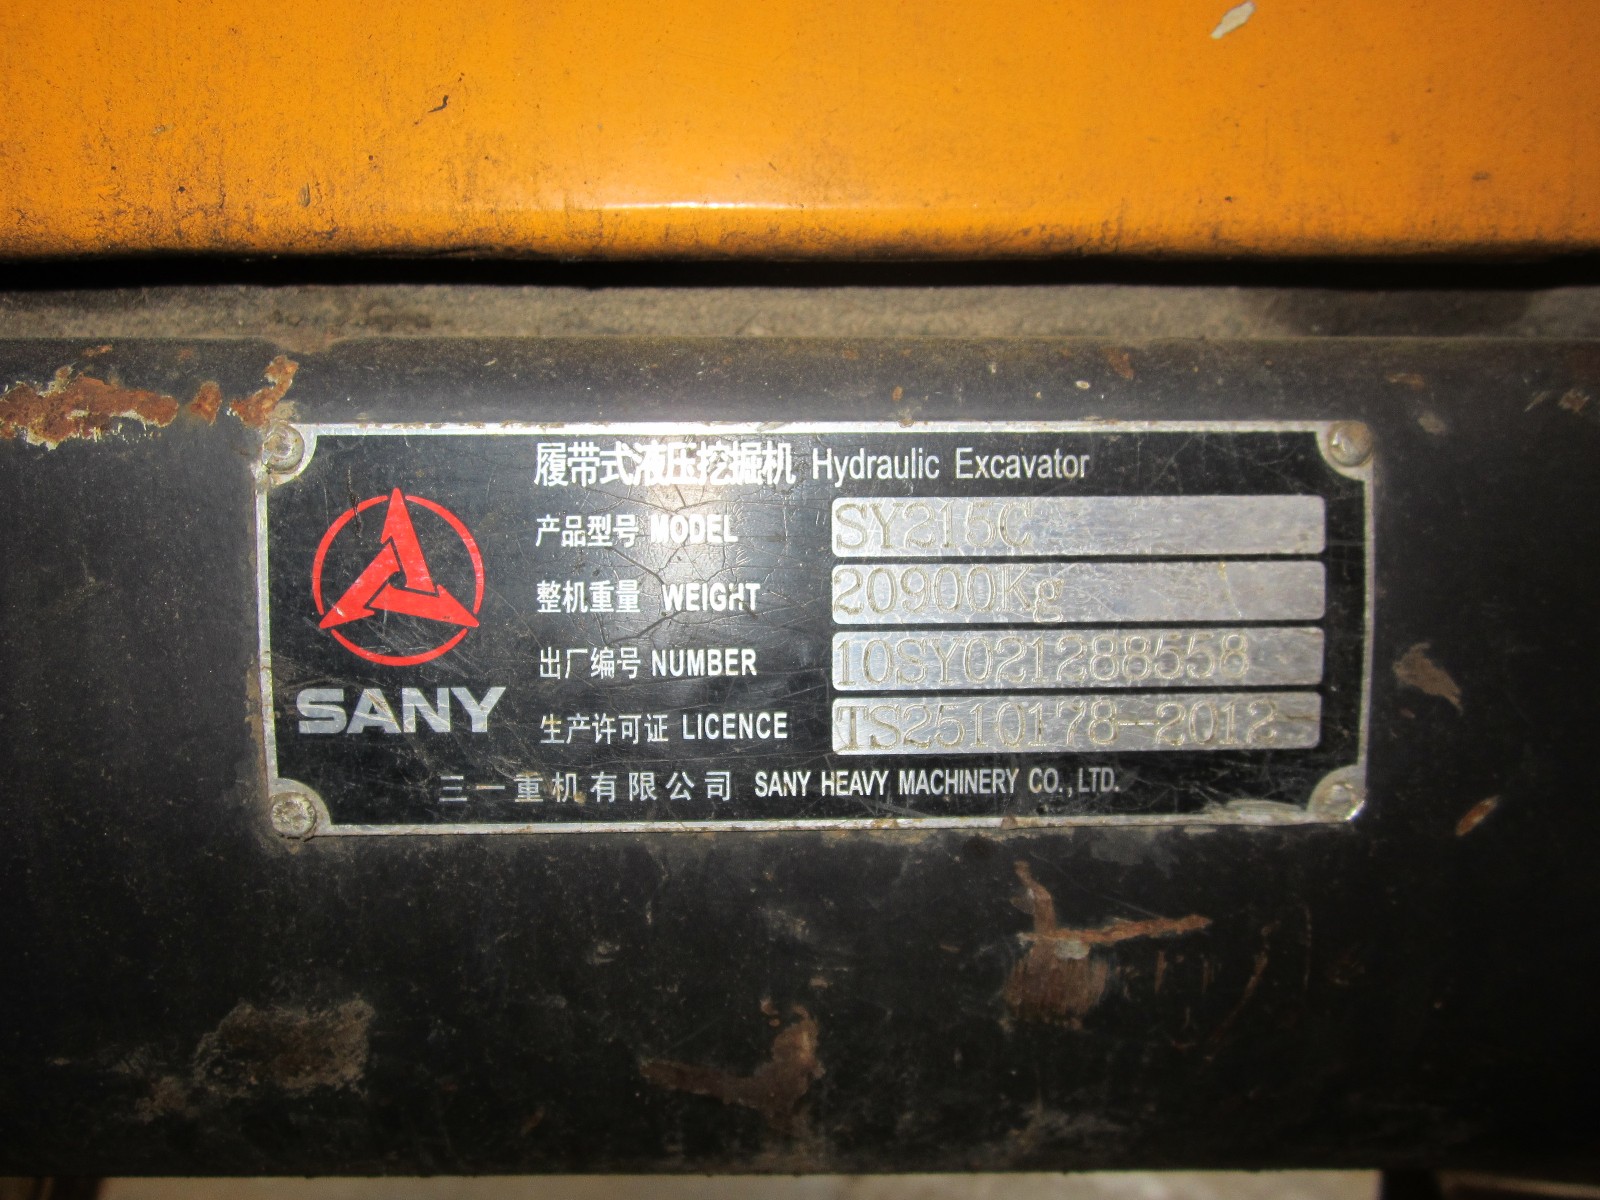 履带式液压挖掘机 Hydraulic Excavator
产品型号 MODEL SY215C
整机重量 WEIGHT 20900Kg
出厂编号 NUMBER 10SY021288558
生产许可证 LICENCE TS2510178-2012
SANY
三一重机有限公司 SANY HEAVY MACHINERY CO.,LTD.